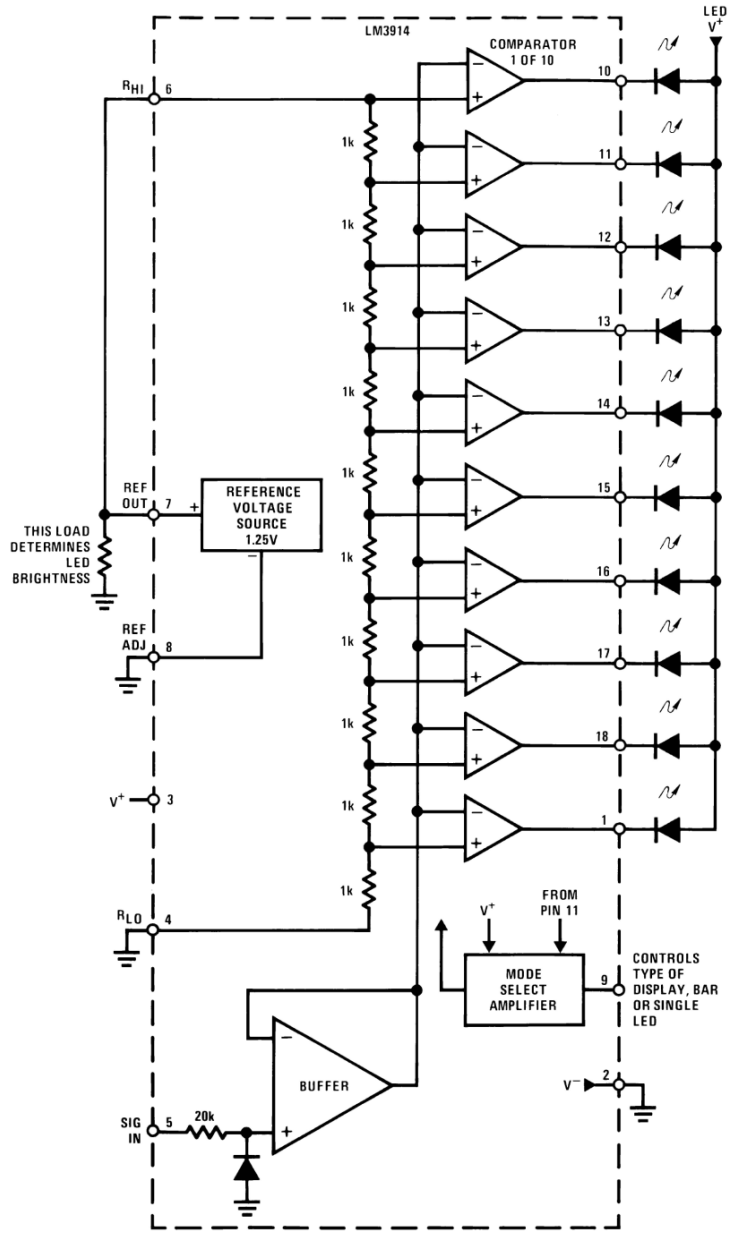 LED
V+
LM3914
COMPARATOR
1 OF 10
RHI
6
10
1k
11
1k
12
1k
13
1k
14
1k
15
REF
OUT
7
+
REFERENCE
VOLTAGE
SOURCE
1.25V
−
THIS LOAD
DETERMINES
LED
BRIGHTNESS
1k
16
REF
ADJ
8
1k
17
1k
18
V+
3
1k
1
1k
RLO
4
V+
FROM
PIN 11
MODE
SELECT
AMPLIFIER
9
CONTROLS
TYPE OF
DISPLAY, BAR
OR SINGLE
LED
−
BUFFER
+
V−
2
SIG
IN
5
20k
−
+
−
+
−
+
−
+
−
+
−
+
−
+
−
+
−
+
−
+